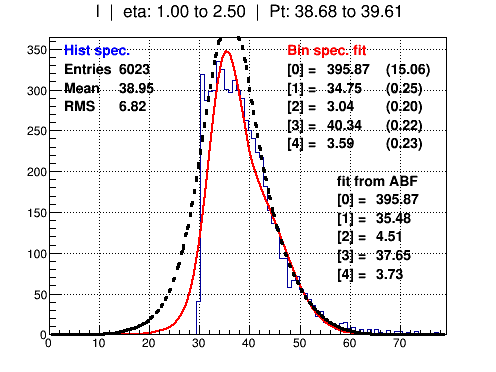 I | eta: 1.00 to 2.50 | Pt: 38.68 to 39.61
Hist spec.
Entries 6023
Mean 38.95
RMS 6.82
Bin spec. fit
[0] = 395.87 (15.06)
[1] = 34.75 (0.25)
[2] = 3.04 (0.20)
[3] = 40.34 (0.22)
[4] = 3.59 (0.23)
fit from ABF
[0] = 395.87
[1] = 35.48
[2] = 4.51
[3] = 37.65
[4] = 3.73
350
300
250
200
150
100
50
0
0 10 20 30 40 50 60 70